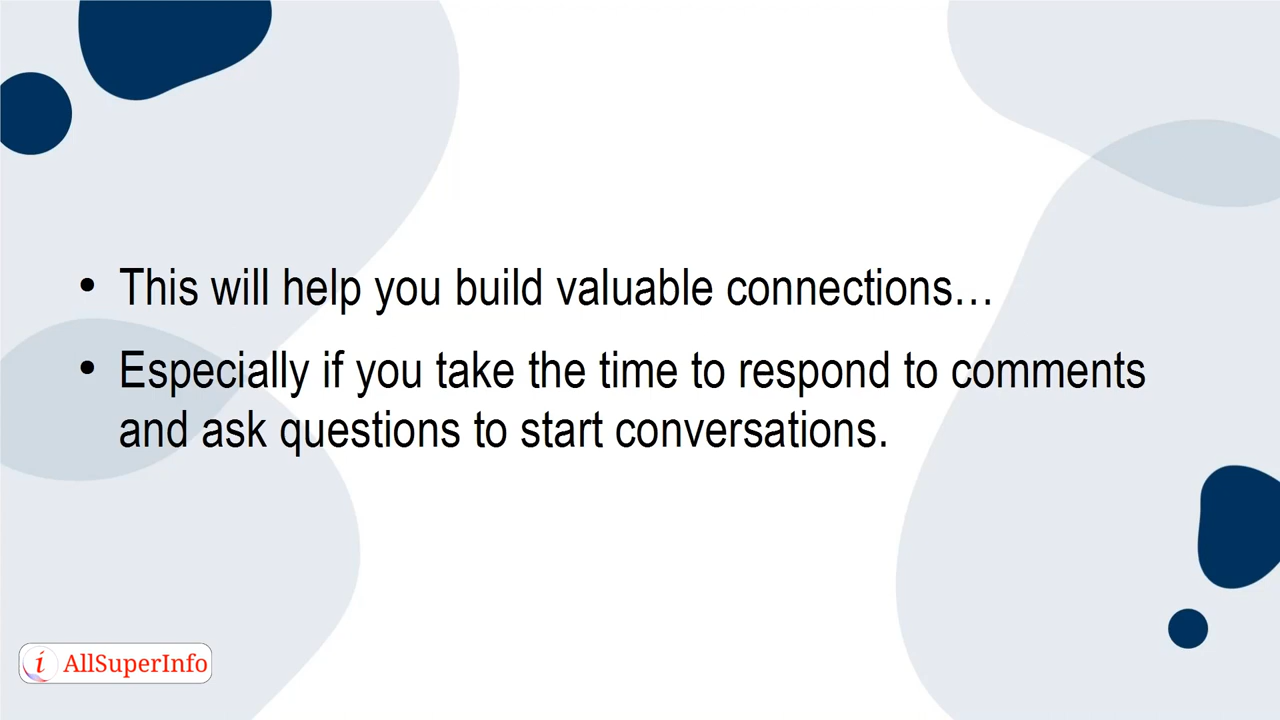 • This will help you build valuable connections…
• Especially if you take the time to respond to comments
and ask questions to start conversations.
i AllSuperInfo